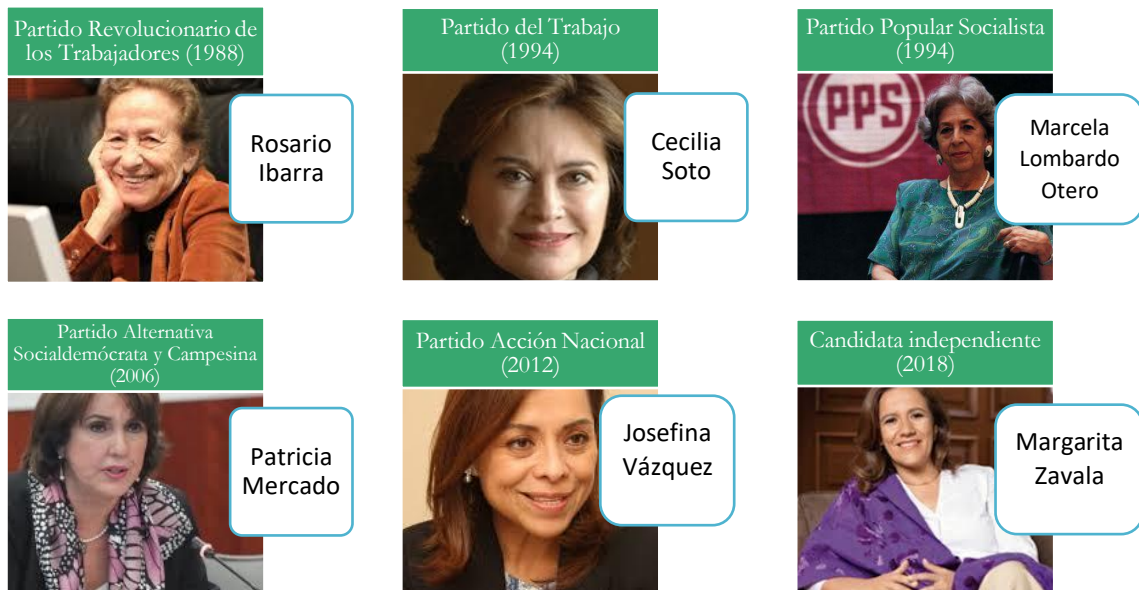 Partido Revolucionario de
los Trabajadores (1988)
Rosario
Ibarra
Partido del Trabajo
(1994)
Cecilia
Soto
Partido Popular Socialista
(1994)
PPS
Marcela
Lombardo
Otero
Partido Alternativa
Socialdemócrata y Campesina
(2006)
Patricia
Mercado
Partido Acción Nacional
(2012)
Josefina
Vázquez
Candidata independiente
(2018)
Margarita
Zavala